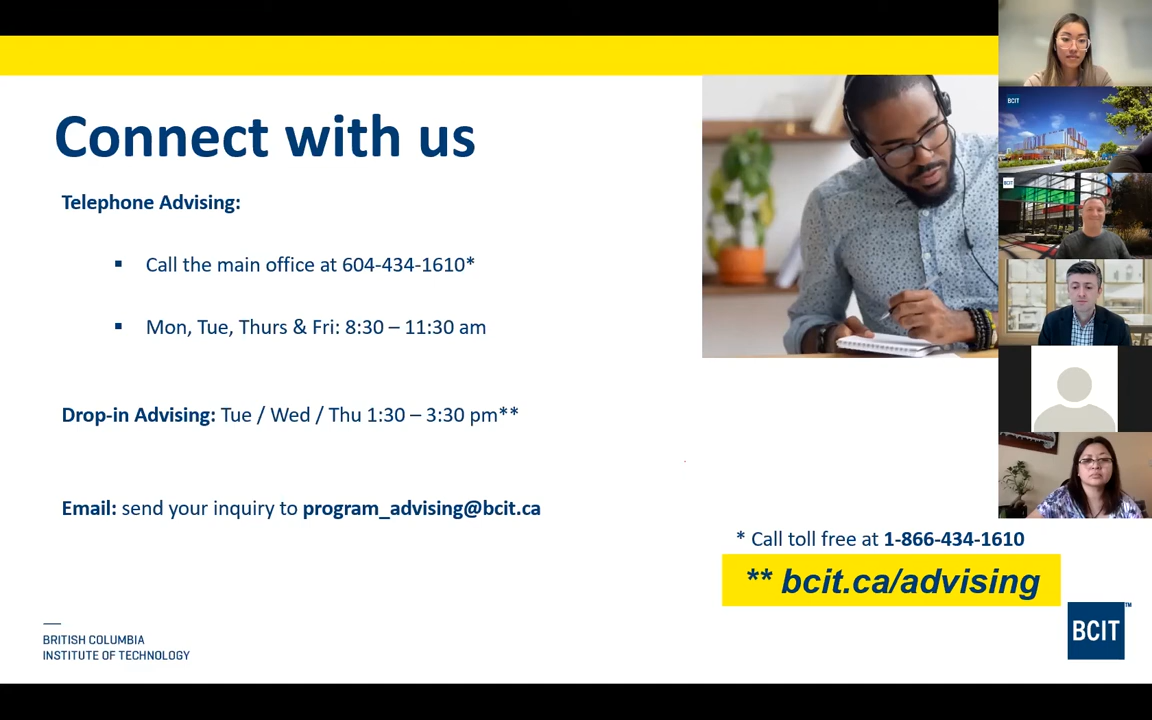 Connect with us
Telephone Advising:
▪ Call the main office at 604-434-1610*
▪ Mon, Tue, Thurs & Fri: 8:30 – 11:30 am
Drop-in Advising: Tue / Wed / Thu 1:30 – 3:30 pm**
Email: send your inquiry to program_advising@bcit.ca
* Call toll free at 1-866-434-1610
** bcit.ca/advising
BRITISH COLUMBIA
INSTITUTE OF TECHNOLOGY
BCIT™
BCIT
BCIT